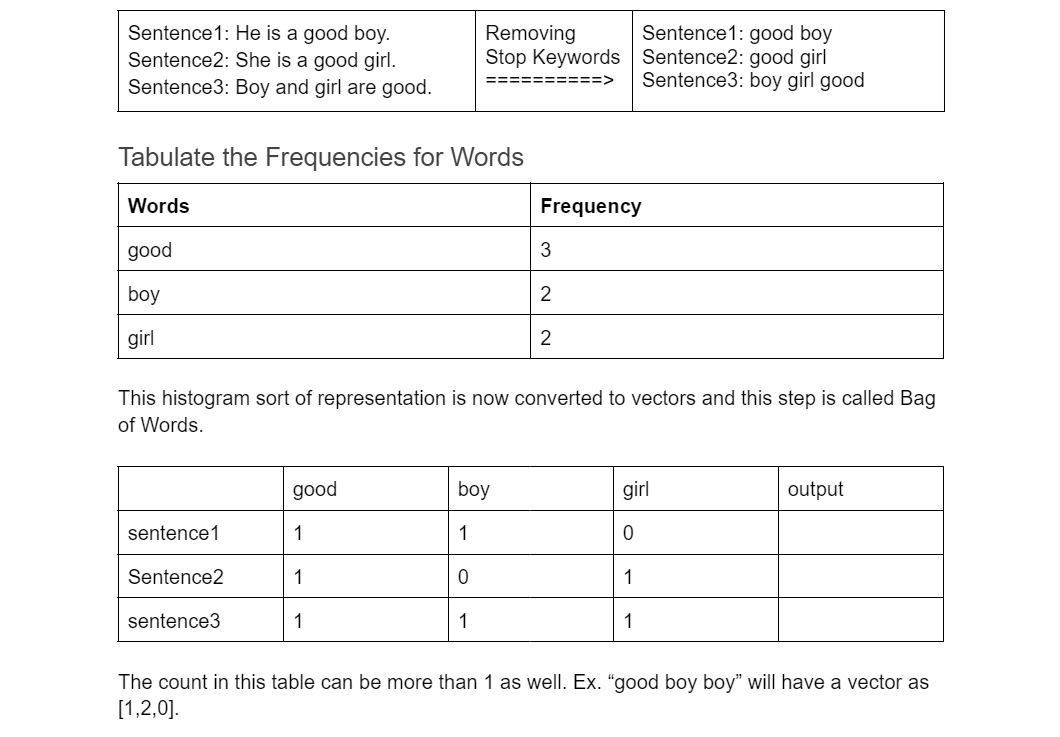 Sentence1: He is a good boy.
Sentence2: She is a good girl.
Sentence3: Boy and girl are good.
Removing
Stop Keywords
==========>
Sentence1: good boy
Sentence2: good girl
Sentence3: boy girl good
Tabulate the Frequencies for Words
Words Frequency
good 3
boy 2
girl 2
This histogram sort of representation is now converted to vectors and this step is called Bag
of Words.
good boy girl output
sentence1 1 1 0
Sentence2 1 0 1
sentence3 1 1 1
The count in this table can be more than 1 as well. Ex. “good boy boy” will have a vector as
[1,2,0].